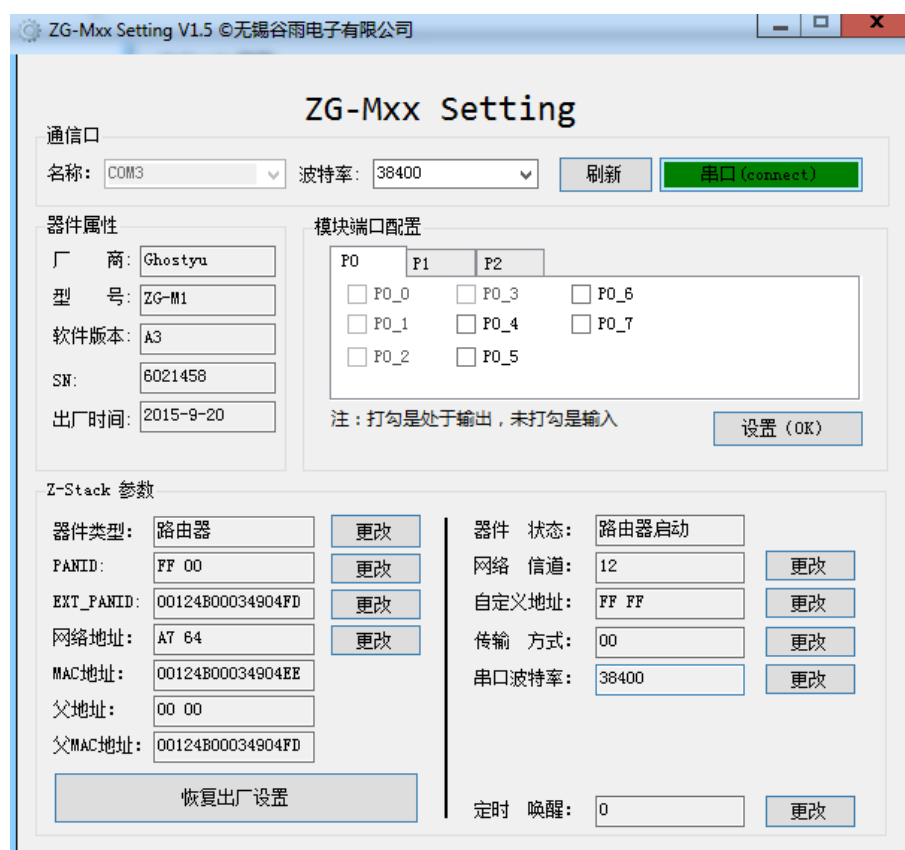 ZG-Mxx Setting V1.5 ©无锡谷雨电子有限公司
ZG-Mxx Setting
通信口
名称: COM3 波特率: 38400 刷新 串口(connect)
器件属性
厂 商: Ghostyu
型 号: ZG-M1
软件版本: A3
SN: 6021458
出厂时间: 2015-9-20
模块端口配置
P0 P1 P2
P0_0 P0_3 P0_6
P0_1 P0_4 P0_7
P0_2 P0_5
注：打勾是处于输出，未打勾是输入
设置 (OK)
Z-Stack 参数
器件类型: 路由器 更改
PANID: FF 00 更改
EXT_PANID: 00124B00034904FD 更改
网络地址: A7 64 更改
MAC地址: 00124B00034904EE
父地址: 00 00
父MAC地址: 00124B00034904FD
恢复出厂设置
器件 状态: 路由器启动
网络 信道: 12 更改
自定义地址: FF FF 更改
传输 方式: 00 更改
串口波特率: 38400 更改
定时 唤醒: 0 更改